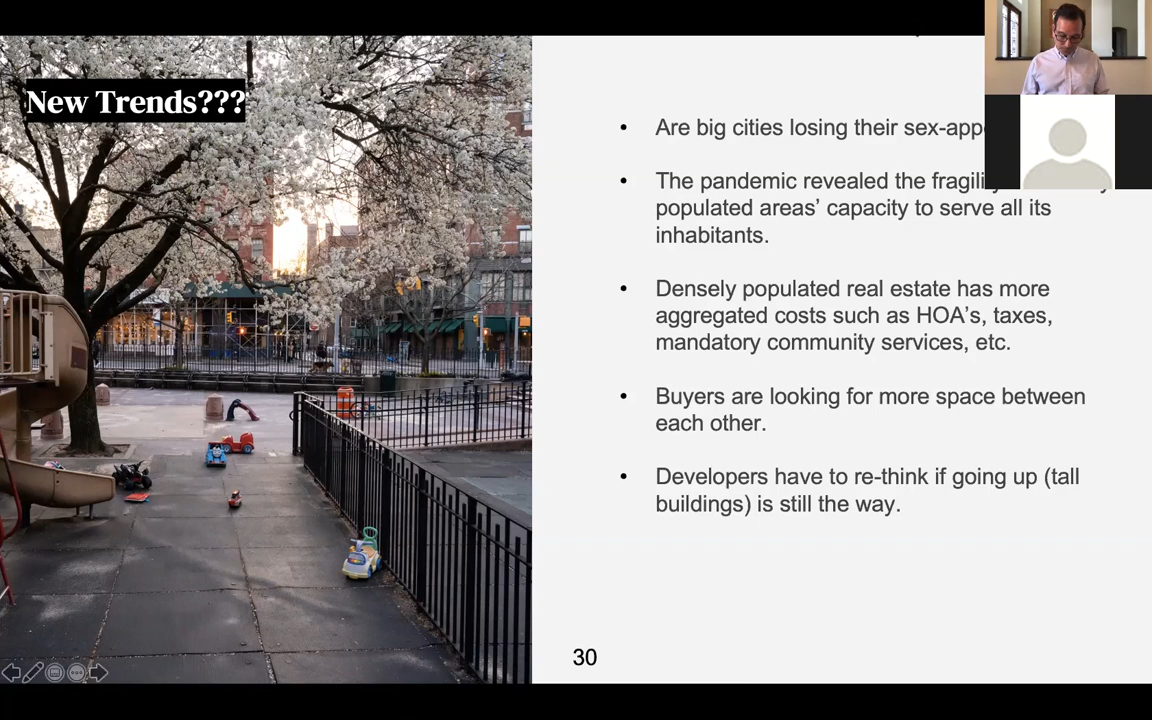 New Trends???
• Are big cities losing their sex-app
• The pandemic revealed the fragili
populated areas’ capacity to serve all its
inhabitants.
• Densely populated real estate has more
aggregated costs such as HOA’s, taxes,
mandatory community services, etc.
• Buyers are looking for more space between
each other.
• Developers have to re-think if going up (tall
buildings) is still the way.
30